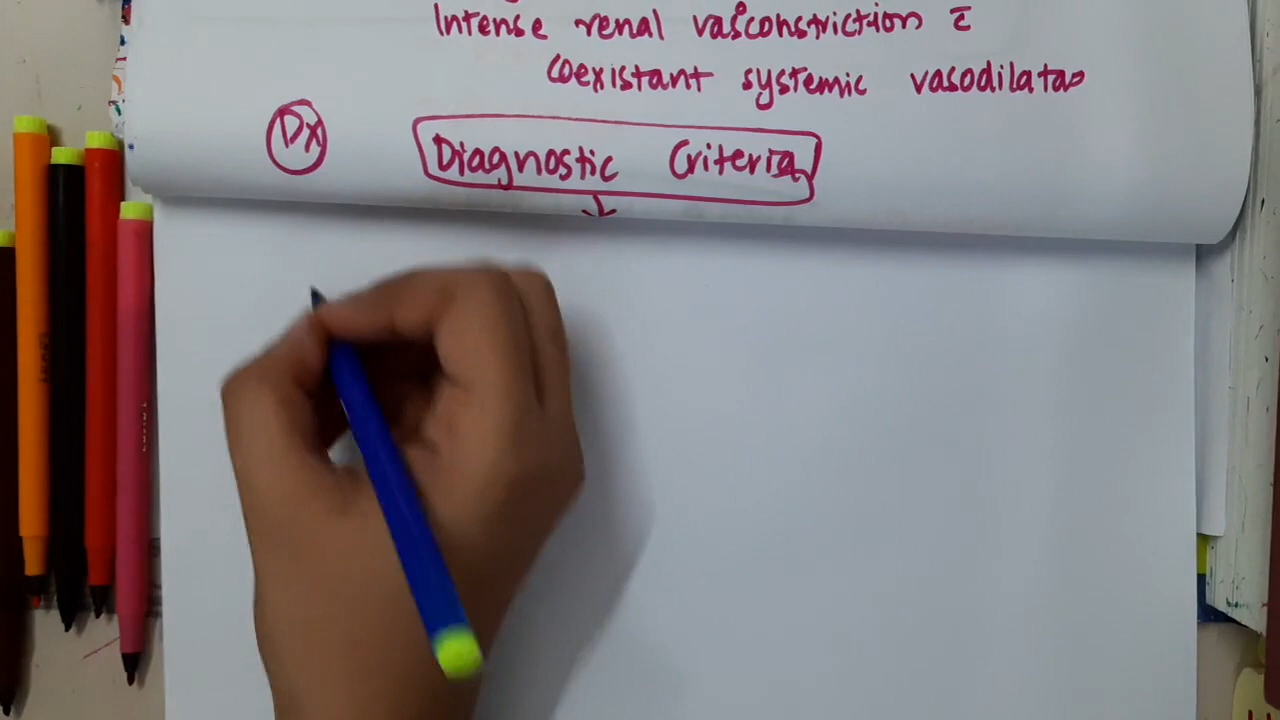 Intense renal vasconstriction c̄
coexistant systemic vasodilatao
Dx Diagnostic Criteria